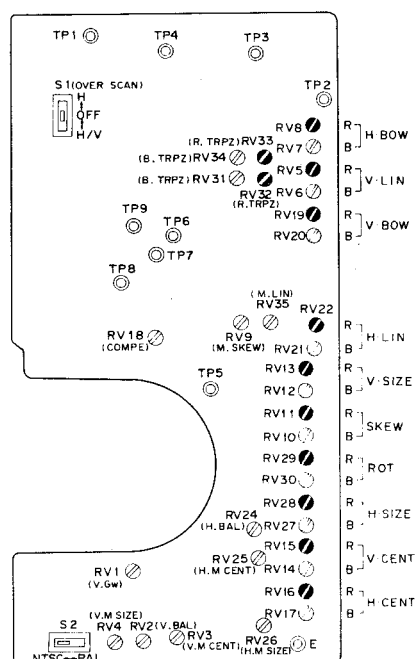 TP1 TP4 TP3
S1 (OVER SCAN)
H
OFF
H/V
TP2
RV8 R
H·BOW
RV7 B
(R.TRPZ) RV33
(B.TRPZ) RV34
RV5 R
V·LIN
(B.TRPZ) RV31
RV6 B
RV32
(R.TRPZ)
RV19 R
V·BOW
RV20 B
TP9
TP6
TP7
TP8
(M.LIN)
RV35
RV22 R
H·LIN
RV9
(M.SKEW)
RV18
(COMPE)
RV21 B
RV13 R
V·SIZE
TP5
RV12 B
RV11 R
SKEW
RV10 B
RV29 R
ROT
RV30 B
RV28 R
H·SIZE
RV24
(H.BAL)
RV27 B
RV15 R
V·CENT
RV25
(H.M CENT)
RV14 B
RV1
(V.Gw)
RV16 R
H·CENT
RV17 B
(V.M SIZE)
RV4 RV2 (V.BAL)
RV3
(V.M CENT)
RV26
(H.M SIZE)
E
S2
NTSC↔PAL